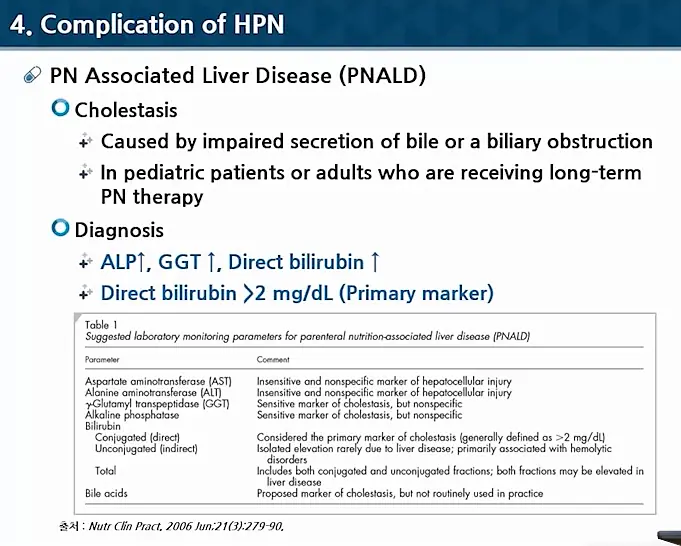 4. Complication of HPN
PN Associated Liver Disease (PNALD)
Cholestasis
Caused by impaired secretion of bile or a biliary obstruction
In pediatric patients or adults who are receiving long-term
PN therapy
Diagnosis
ALP↑, GGT ↑, Direct bilirubin ↑
Direct bilirubin >2 mg/dL (Primary marker)
Table 1
Suggested laboratory monitoring parameters for parenteral nutrition-associated liver disease (PNALD)
Parameter Comment
Aspartate aminotransferase (AST) Insensitive and nonspecific marker of hepatocellular injury
Alanine aminotransferase (ALT) Insensitive and nonspecific marker of hepatocellular injury
γ-Glutamyl transpeptidase (GGT) Sensitive marker of cholestasis, but nonspecific
Alkaline phosphatase Sensitive marker of cholestasis, but nonspecific
Bilirubin
Conjugated (direct) Considered the primary marker of cholestasis (generally defined as >2 mg/dL)
Unconjugated (indirect) Isolated elevation rarely due to liver disease; primarily associated with hemolytic
disorders
Total Includes both conjugated and unconjugated fractions; both fractions may be elevated in
liver disease
Bile acids Proposed marker of cholestasis, but not routinely used in practice
출처 : Nutr Clin Pract. 2006 Jun;21(3):279-90.